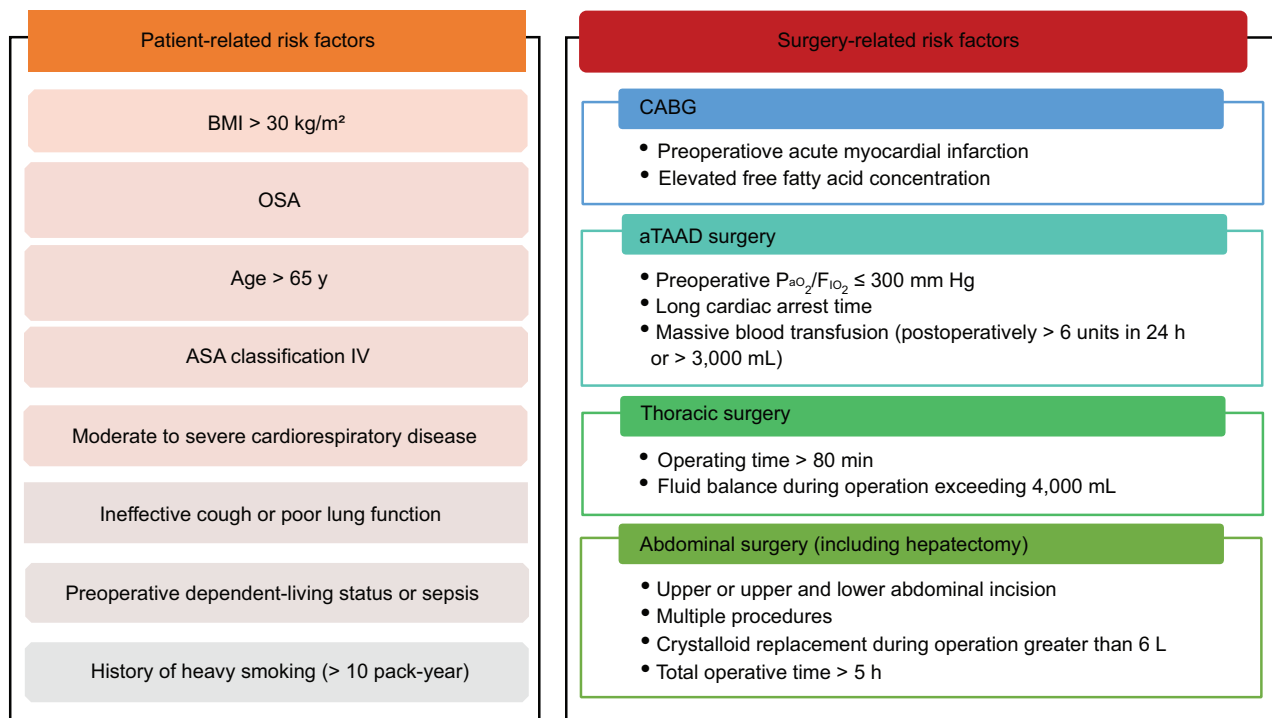 Patient-related risk factors
BMI > 30 kg/m²
OSA
Age > 65 y
ASA classification IV
Moderate to severe cardiorespiratory disease
Ineffective cough or poor lung function
Preoperative dependent-living status or sepsis
History of heavy smoking (> 10 pack-year)
Surgery-related risk factors
CABG
• Preoperatiove acute myocardial infarction
• Elevated free fatty acid concentration
aTAAD surgery
• Preoperative PaO₂/FIO₂ ≤ 300 mm Hg
• Long cardiac arrest time
• Massive blood transfusion (postoperatively > 6 units in 24 h
or > 3,000 mL)
Thoracic surgery
• Operating time > 80 min
• Fluid balance during operation exceeding 4,000 mL
Abdominal surgery (including hepatectomy)
• Upper or upper and lower abdominal incision
• Multiple procedures
• Crystalloid replacement during operation greater than 6 L
• Total operative time > 5 h